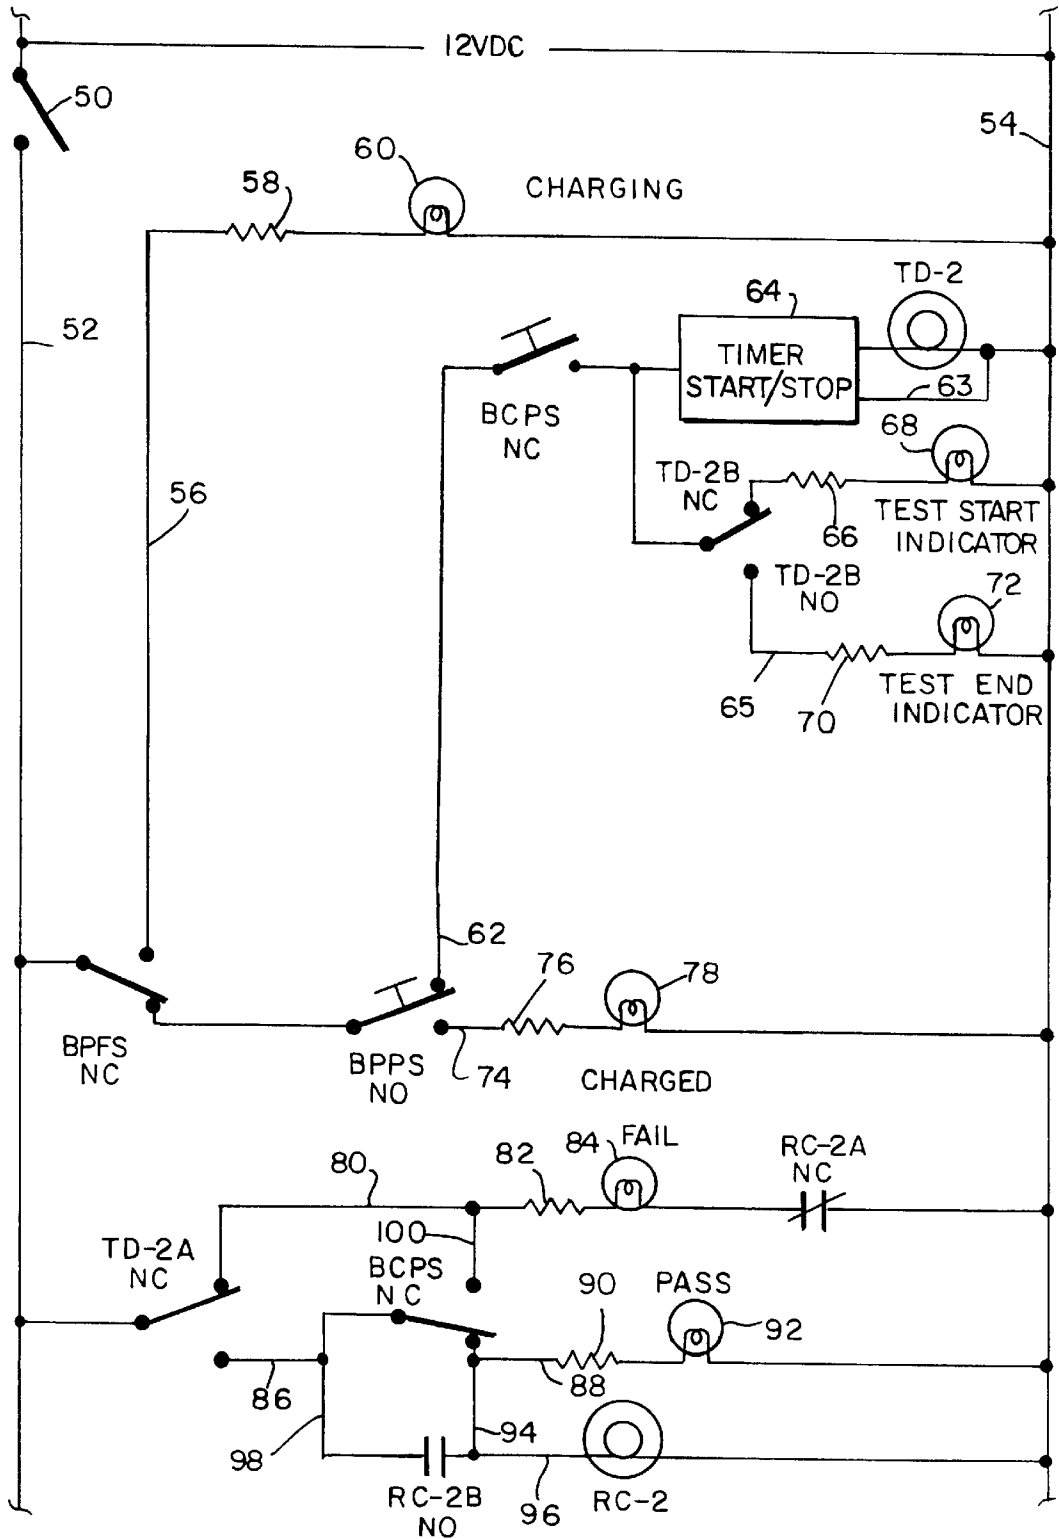 12VDC
50
54
60
58
CHARGING
TD-2
64
52
TIMER
START/STOP
63
BCPS
NC
68
TD-2B
NC
56
66
TEST START
INDICATOR
TD-2B
NO
72
65
70
TEST END
INDICATOR
62
76
78
BPFS
NC
BPPS
NO
74
CHARGED
80
82
84
FAIL
RC-2A
NC
100
TD-2A
NC
BCPS
NC
90
PASS
92
86
88
98
94
RC-2B
NO
96
RC-2